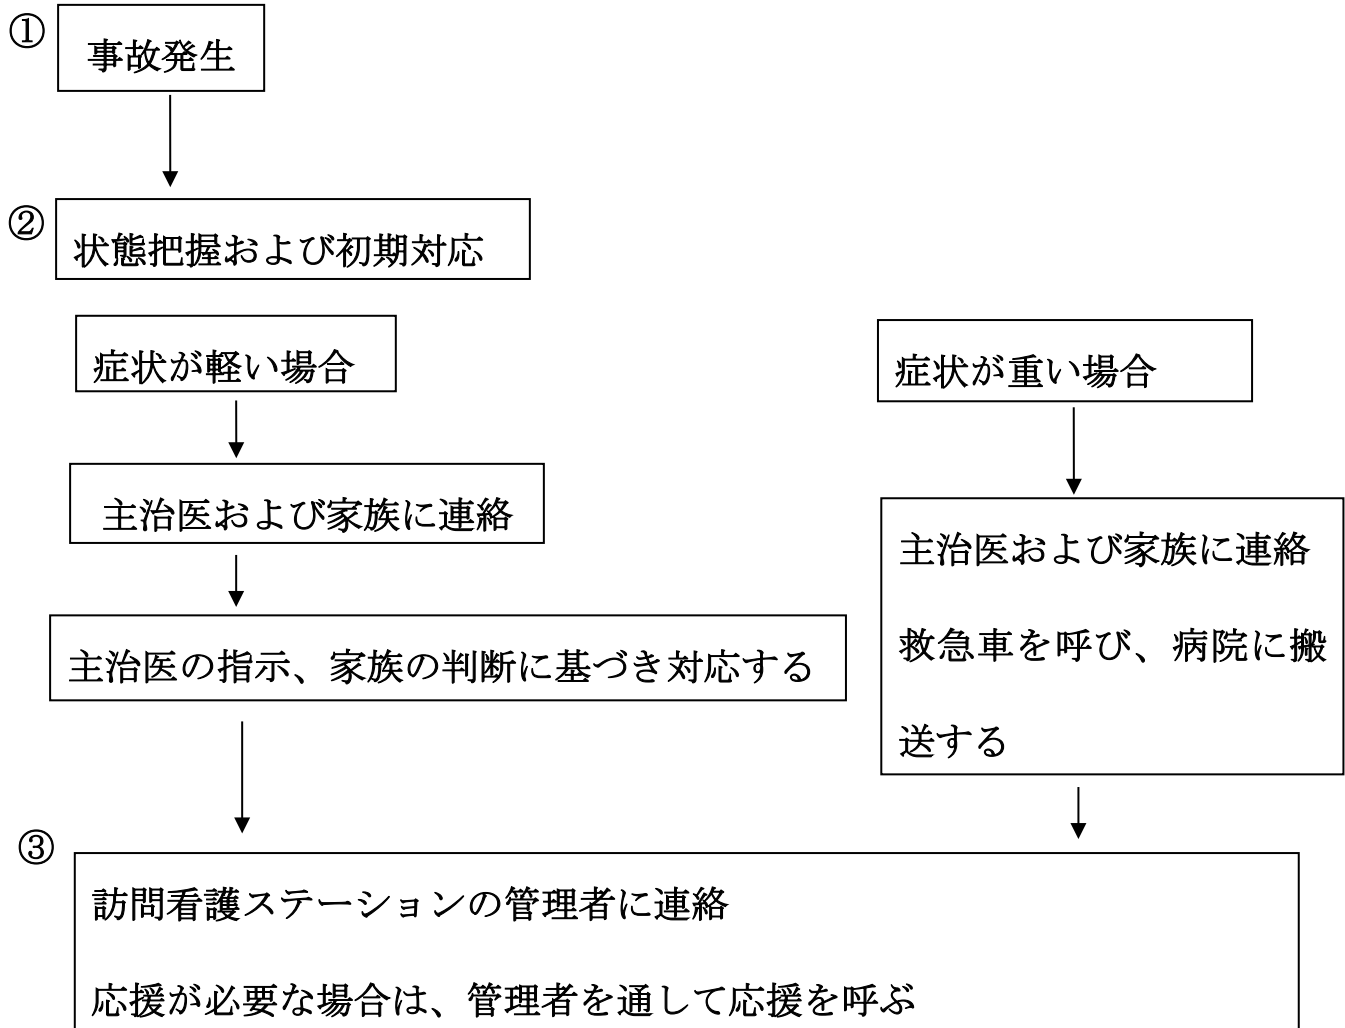 ①
事故発生
②
状態把握および初期対応
症状が軽い場合
主治医および家族に連絡
主治医の指示、家族の判断に基づき対応する
症状が重い場合
主治医および家族に連絡
救急車を呼び、病院に搬
送する
③
訪問看護ステーションの管理者に連絡
応援が必要な場合は、管理者を通して応援を呼ぶ